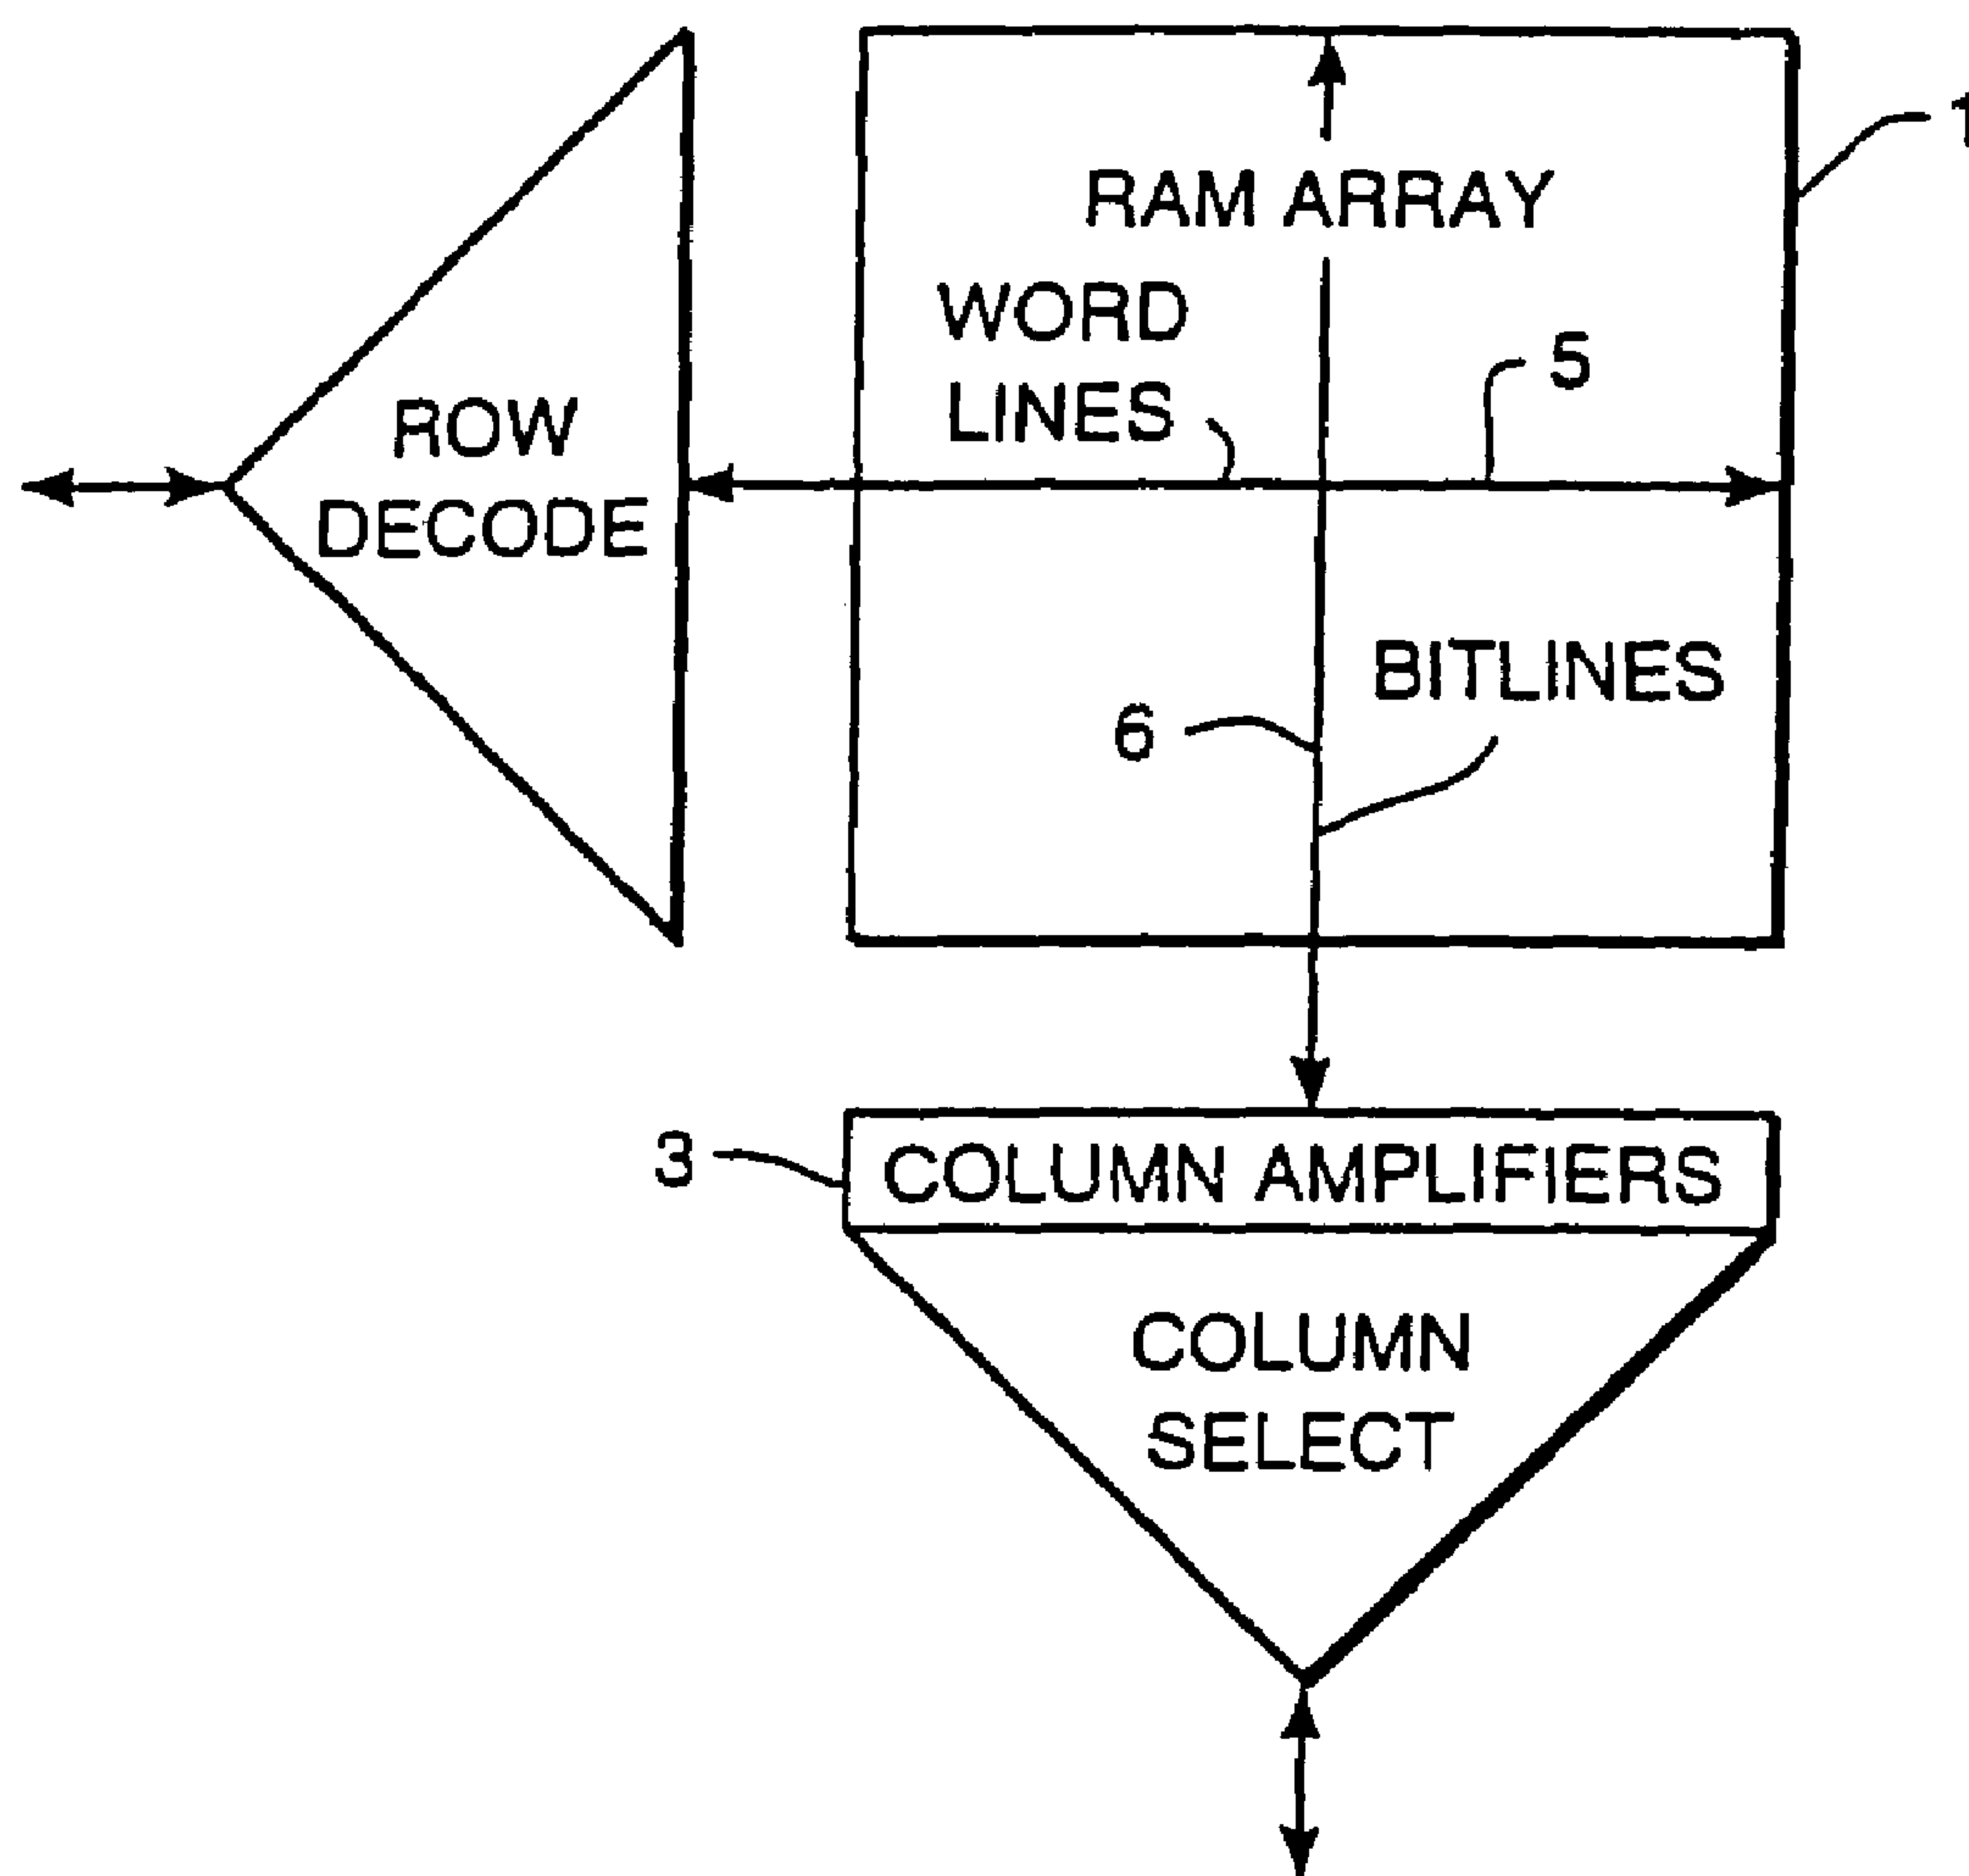 1
RAM ARRAY
WORD
LINES
5
ROW
DECODE
BITLINES
6
3
COLUMN AMPLIFIERS
COLUMN
SELECT